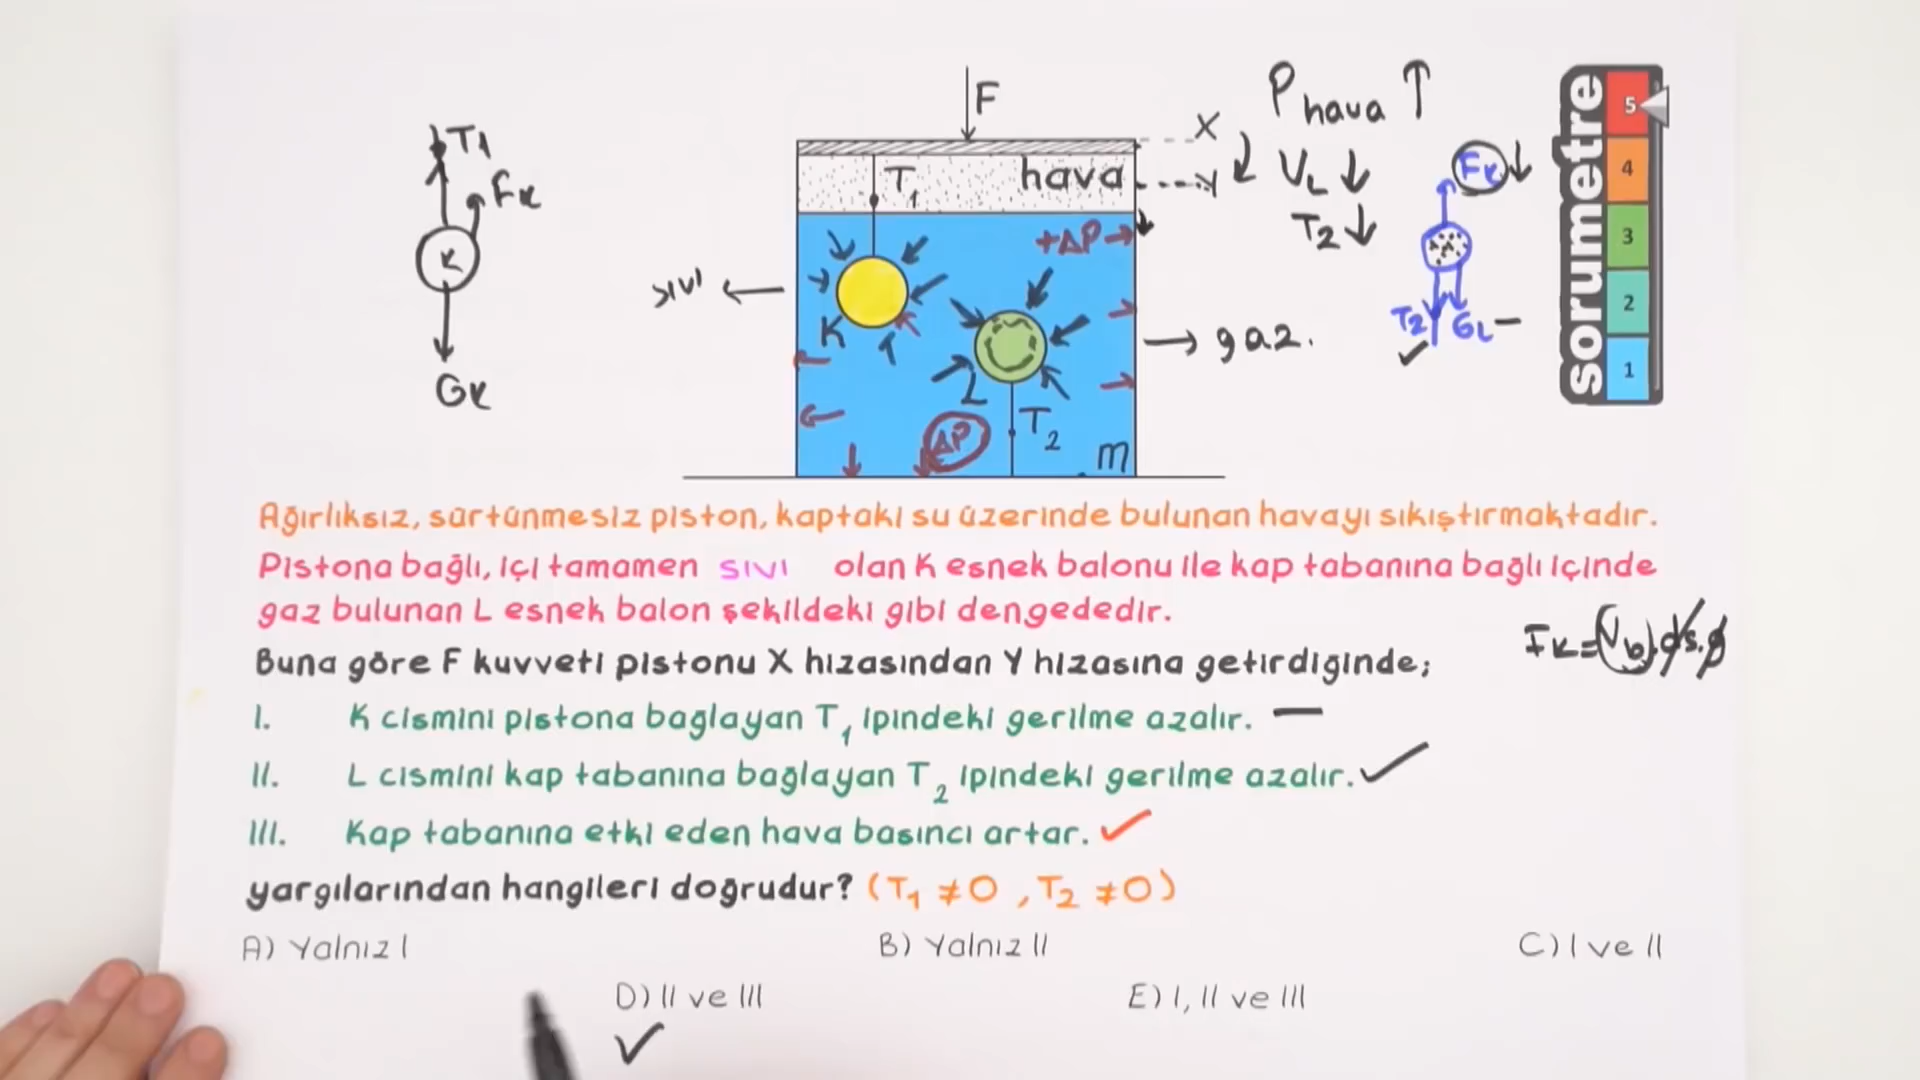 F
P hava ↑
X
T₁
Fk
K
Gk
T₁
hava
Y
V_L ↓
T₂ ↓
Fk ↓
T₂ G_L –
sıvı
+ΔP
K
L
gaz.
ΔP
T₂
m
sorumetre
5
4
3
2
1
Ağırlıksız, sürtünmesiz piston, kaptaki su üzerinde bulunan havayı sıkıştırmaktadır.
Pistona bağlı, içi tamamen sıvı olan K esnek balonu ile kap tabanına bağlı içinde
gaz bulunan L esnek balon şekildeki gibi dengededir.
Fk=Vb.ds.g
Buna göre F kuvveti pistonu X hizasından Y hizasına getirdiğinde;
I. K cismini pistona bağlayan T₁ ipindeki gerilme azalır. –
II. L cismini kap tabanına bağlayan T₂ ipindeki gerilme azalır. ✓
III. Kap tabanına etki eden hava basıncı artar. ✓
yargılarından hangileri doğrudur? (T₁ ≠ 0 , T₂ ≠ 0)
A) Yalnız I
B) Yalnız II
C) I ve II
D) II ve III
E) I, II ve III